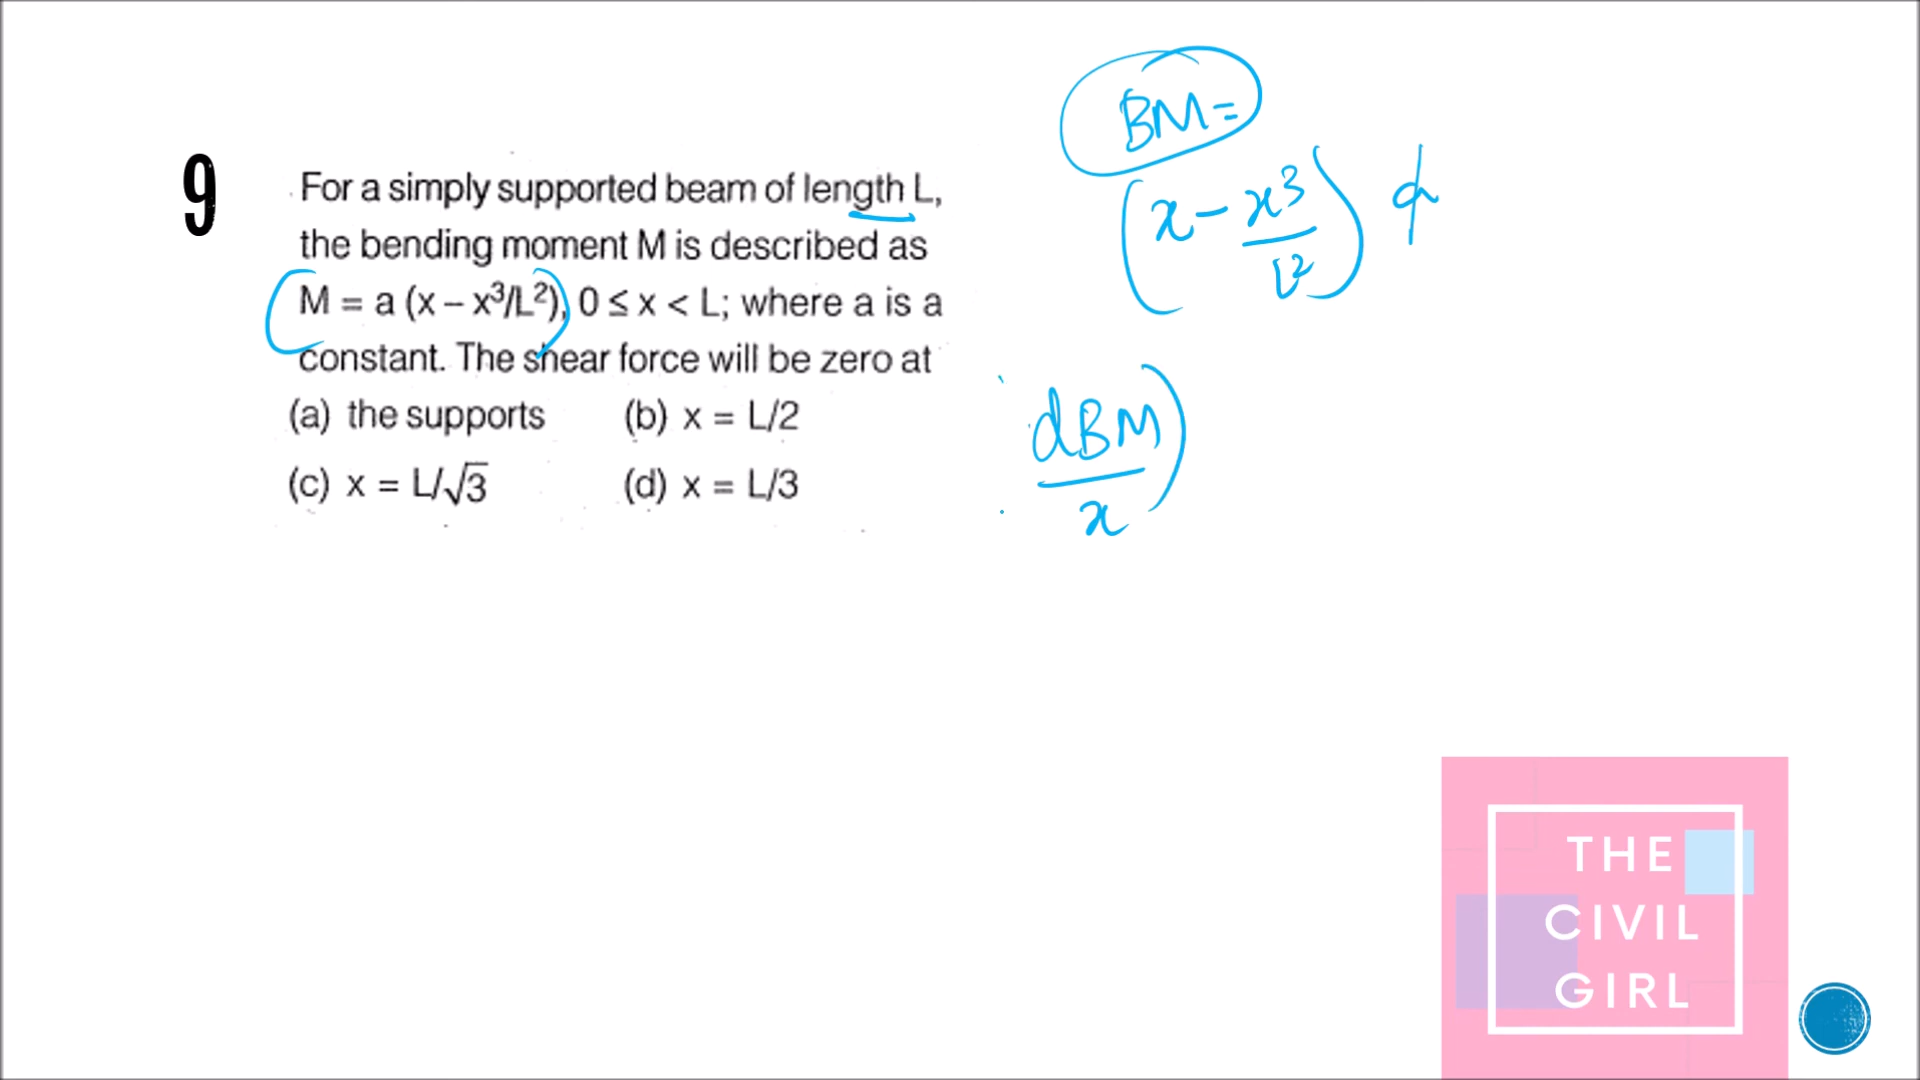 9
For a simply supported beam of length L,
the bending moment M is described as
M = a (x – x³/L²), 0 ≤ x < L; where a is a
constant. The shear force will be zero at
(a) the supports (b) x = L/2
(c) x = L/√3 (d) x = L/3
BM=
(x - x³/L²)
dBM)
x
THE
CIVIL
GIRL